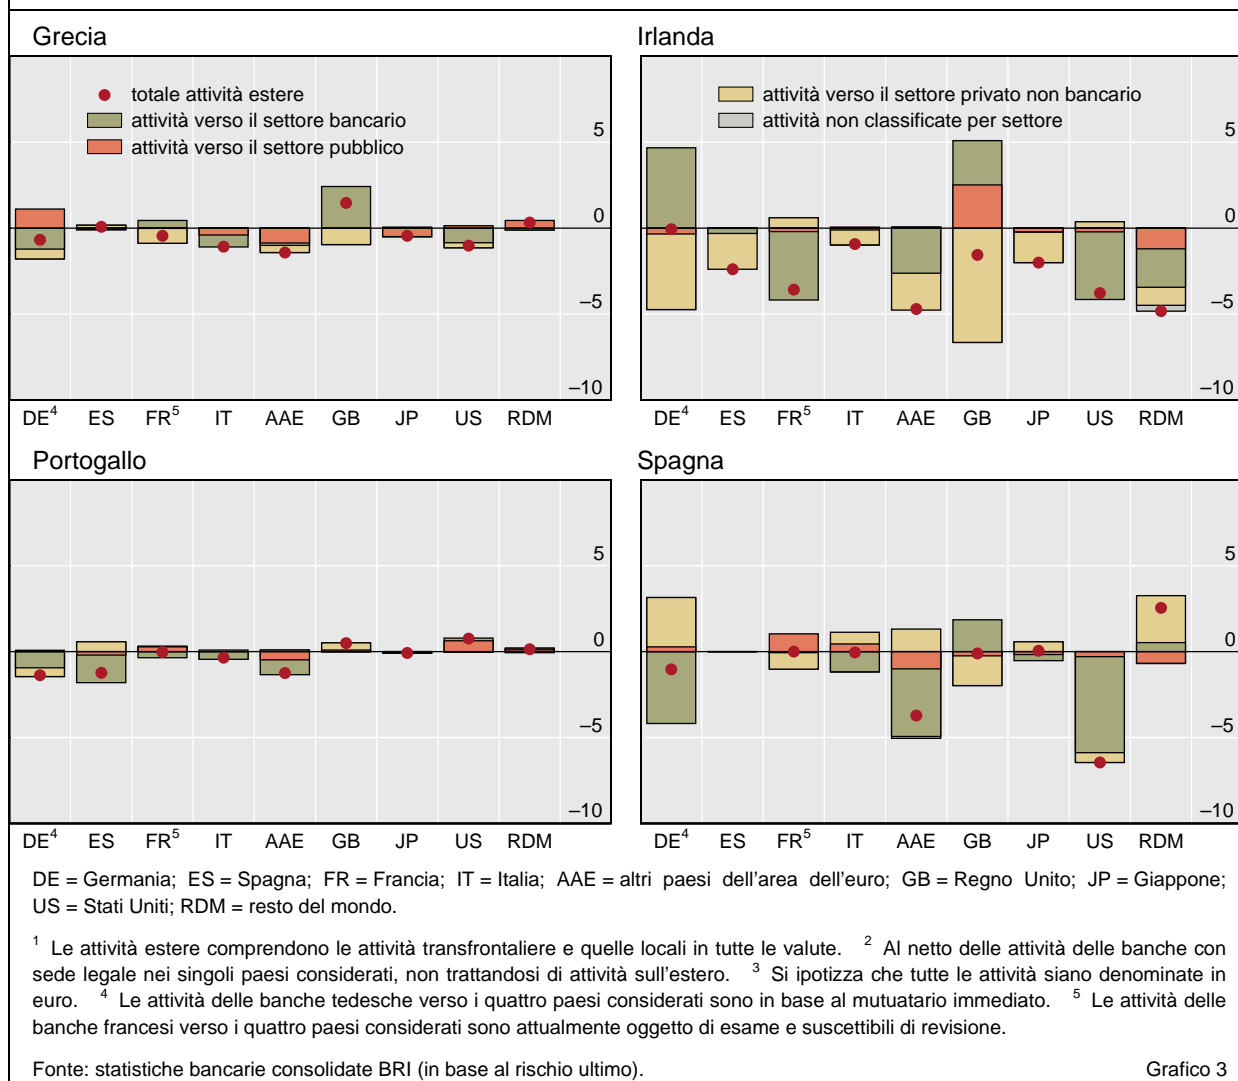 Grecia
totale attività estere
attività verso il settore bancario
attività verso il settore pubblico
5
0
–5
–10
DE4 ES FR5 IT AAE GB JP US RDM
Irlanda
attività verso il settore privato non bancario
attività non classificate per settore
5
0
–5
–10
DE4 ES FR5 IT AAE GB JP US RDM
Portogallo
5
0
–5
–10
DE4 ES FR5 IT AAE GB JP US RDM
Spagna
5
0
–5
–10
DE4 ES FR5 IT AAE GB JP US RDM
DE = Germania; ES = Spagna; FR = Francia; IT = Italia; AAE = altri paesi dell'area dell'euro; GB = Regno Unito; JP = Giappone;
US = Stati Uniti; RDM = resto del mondo.
1 Le attività estere comprendono le attività transfrontaliere e quelle locali in tutte le valute. 2 Al netto delle attività delle banche con
sede legale nei singoli paesi considerati, non trattandosi di attività sull'estero. 3 Si ipotizza che tutte le attività siano denominate in
euro. 4 Le attività delle banche tedesche verso i quattro paesi considerati sono in base al mutuatario immediato. 5 Le attività delle
banche francesi verso i quattro paesi considerati sono attualmente oggetto di esame e suscettibili di revisione.
Fonte: statistiche bancarie consolidate BRI (in base al rischio ultimo). Grafico 3